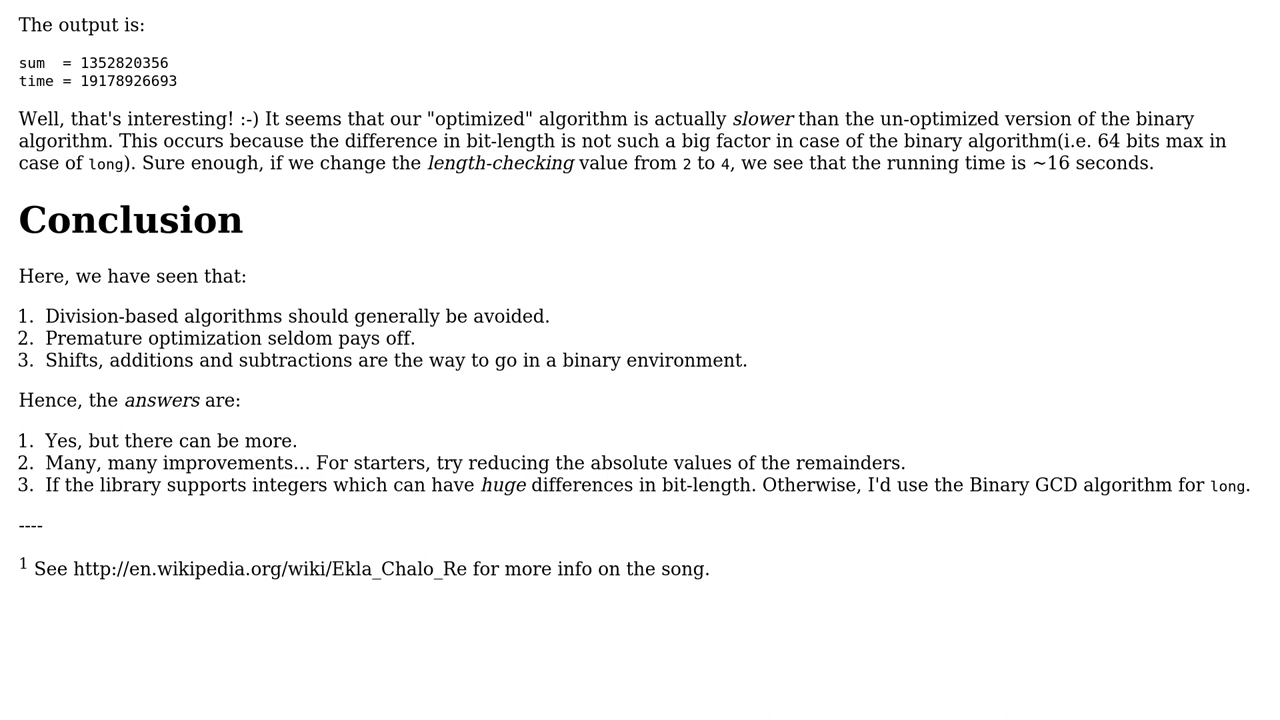 The output is:
sum  = 1352820356
time = 19178926693
Well, that's interesting! :-) It seems that our "optimized" algorithm is actually slower than the un-optimized version of the binary
algorithm. This occurs because the difference in bit-length is not such a big factor in case of the binary algorithm(i.e. 64 bits max in
case of long). Sure enough, if we change the length-checking value from 2 to 4, we see that the running time is ~16 seconds.
Conclusion
Here, we have seen that:
1. Division-based algorithms should generally be avoided.
2. Premature optimization seldom pays off.
3. Shifts, additions and subtractions are the way to go in a binary environment.
Hence, the answers are:
1. Yes, but there can be more.
2. Many, many improvements... For starters, try reducing the absolute values of the remainders.
3. If the library supports integers which can have huge differences in bit-length. Otherwise, I'd use the Binary GCD algorithm for long.
----
1 See http://en.wikipedia.org/wiki/Ekla_Chalo_Re for more info on the song.